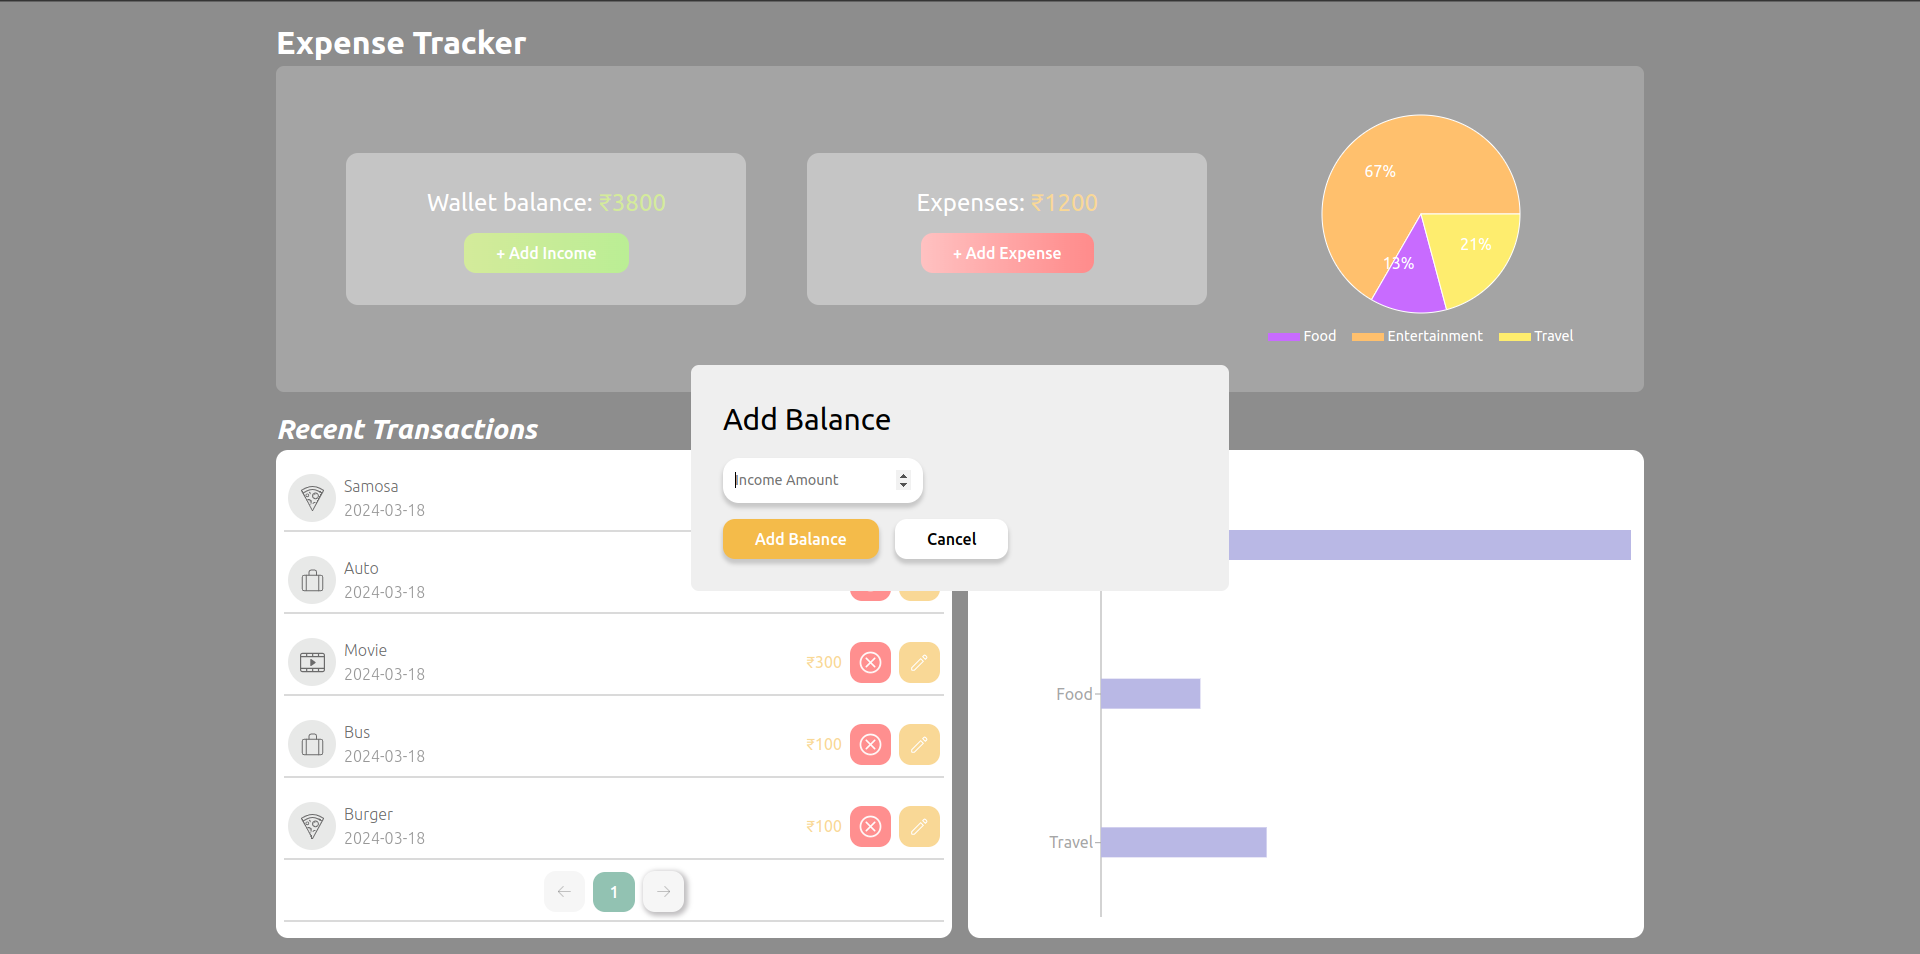 Expense Tracker
Wallet balance: ₹3800
+ Add Income
Expenses: ₹1200
+ Add Expense
67%
21%
13%
Food Entertainment Travel
Recent Transactions
Add Balance
Income Amount
Add Balance Cancel
Samosa
2024-03-18
Auto
2024-03-18
Movie
2024-03-18
₹300
Bus
2024-03-18
₹100
Burger
2024-03-18
₹100
1
Food
Travel